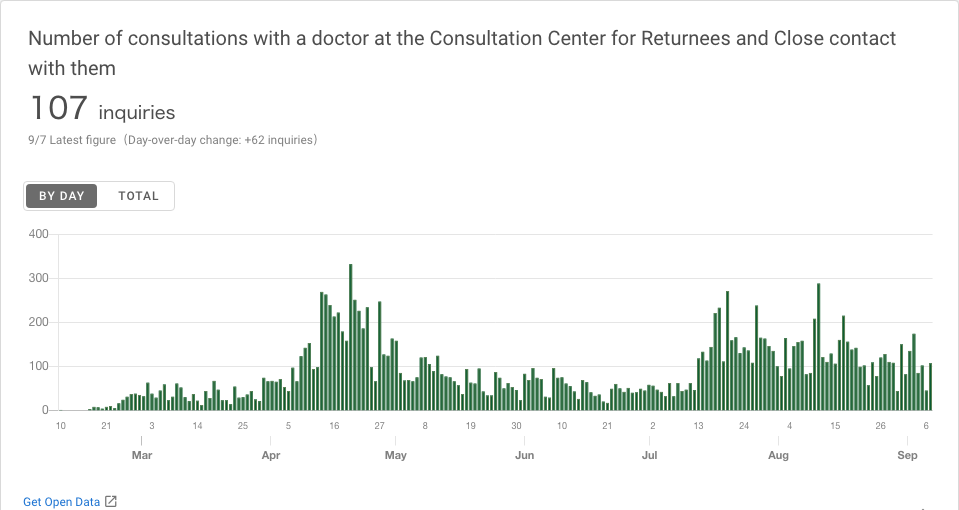 Number of consultations with a doctor at the Consultation Center for Returnees and Close contact
with them
107 inquiries
9/7 Latest figure (Day-over-day change: +62 inquiries)
BY DAY TOTAL
400
300
200
100
0
10 21 3 14 25 5 16 27 8 19 30 10 21 2 13 24 4 15 26 6
Mar Apr May Jun Jul Aug Sep
Get Open Data